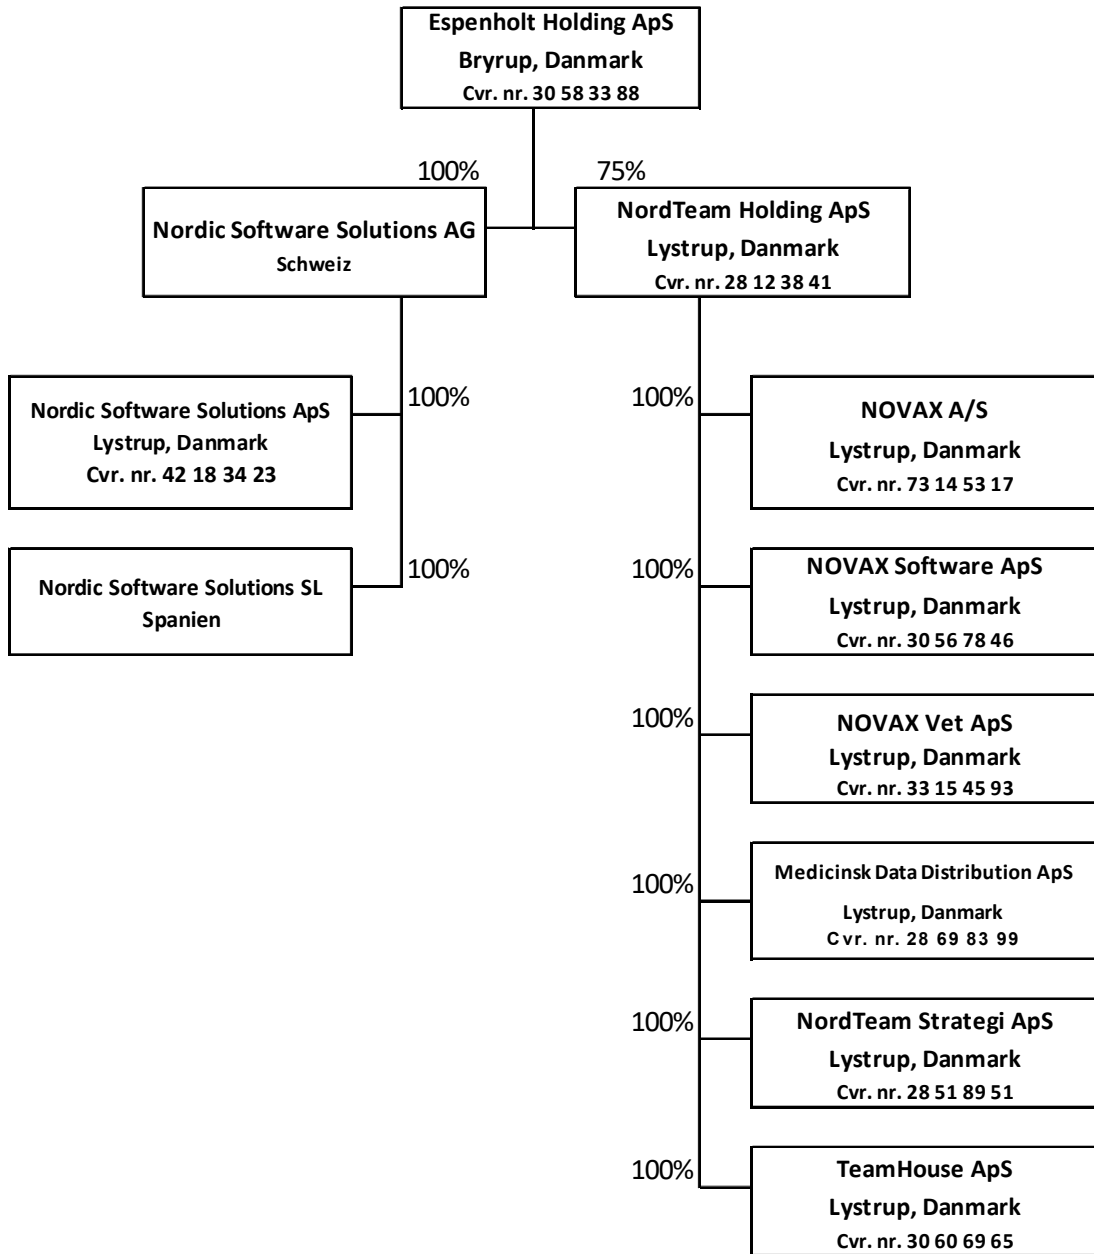 Espenholt Holding ApS
Bryrup, Danmark
Cvr. nr. 30 58 33 88
100%
75%
Nordic Software Solutions AG
Schweiz
NordTeam Holding ApS
Lystrup, Danmark
Cvr. nr. 28 12 38 41
Nordic Software Solutions ApS
Lystrup, Danmark
Cvr. nr. 42 18 34 23
100%
Nordic Software Solutions SL
Spanien
100%
100%
NOVAX A/S
Lystrup, Danmark
Cvr. nr. 73 14 53 17
100%
NOVAX Software ApS
Lystrup, Danmark
Cvr. nr. 30 56 78 46
100%
NOVAX Vet ApS
Lystrup, Danmark
Cvr. nr. 33 15 45 93
100%
Medicinsk Data Distribution ApS
Lystrup, Danmark
Cvr. nr. 28 69 83 99
100%
NordTeam Strategi ApS
Lystrup, Danmark
Cvr. nr. 28 51 89 51
100%
TeamHouse ApS
Lystrup, Danmark
Cvr. nr. 30 60 69 65